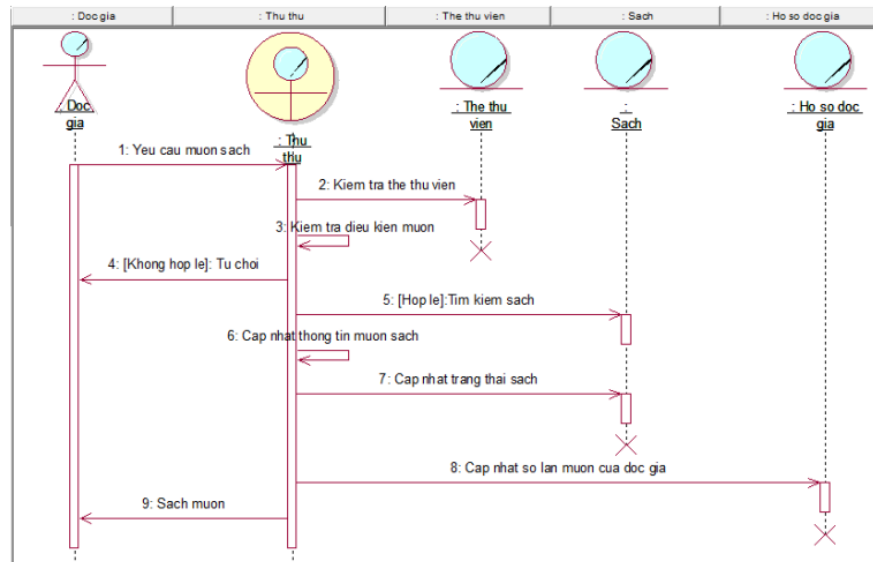 : Doc gia
: Thu thu
: The thu vien
: Sach
: Ho so doc gia
: Doc
gia
: Thu
thu
: The thu
vien
:
Sach
: Ho so doc
gia
1: Yeu cau muon sach
2: Kiem tra the thu vien
3: Kiem tra dieu kien muon
4: [Khong hop le]: Tu choi
5: [Hop le]:Tim kiem sach
6: Cap nhat thong tin muon sach
7: Cap nhat trang thai sach
8: Cap nhat so lan muon cua doc gia
9: Sach muon